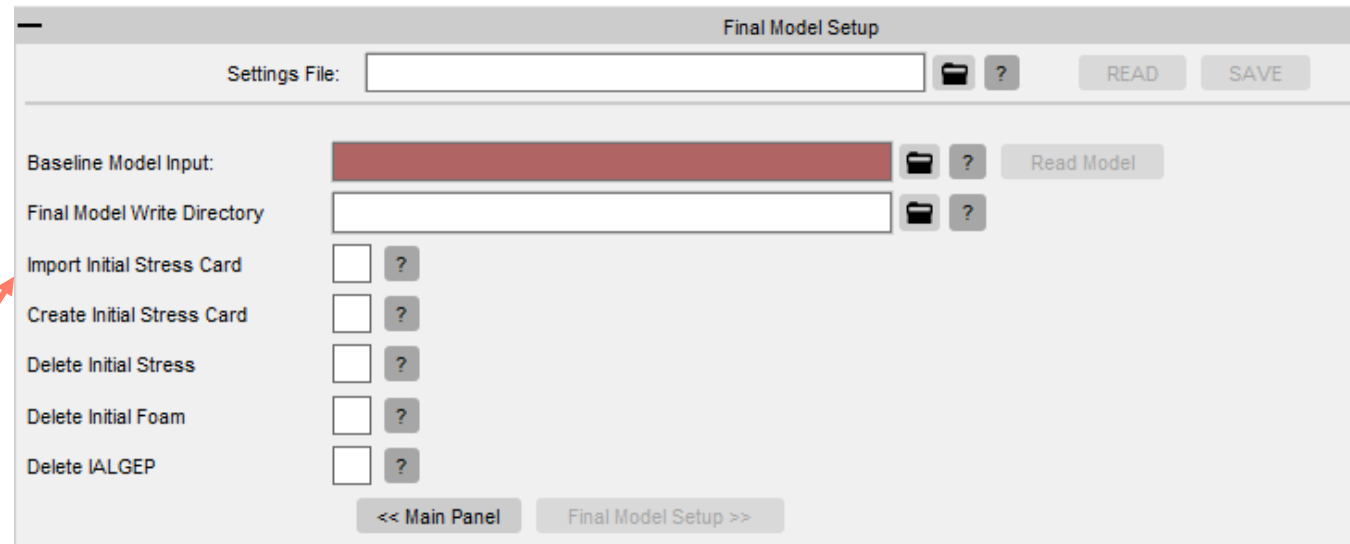 Final Model Setup
Settings File: ? READ SAVE
Baseline Model Input: ? Read Model
Final Model Write Directory ?
Import Initial Stress Card ?
Create Initial Stress Card ?
Delete Initial Stress ?
Delete Initial Foam ?
Delete IALGEP ?
<< Main Panel Final Model Setup >>